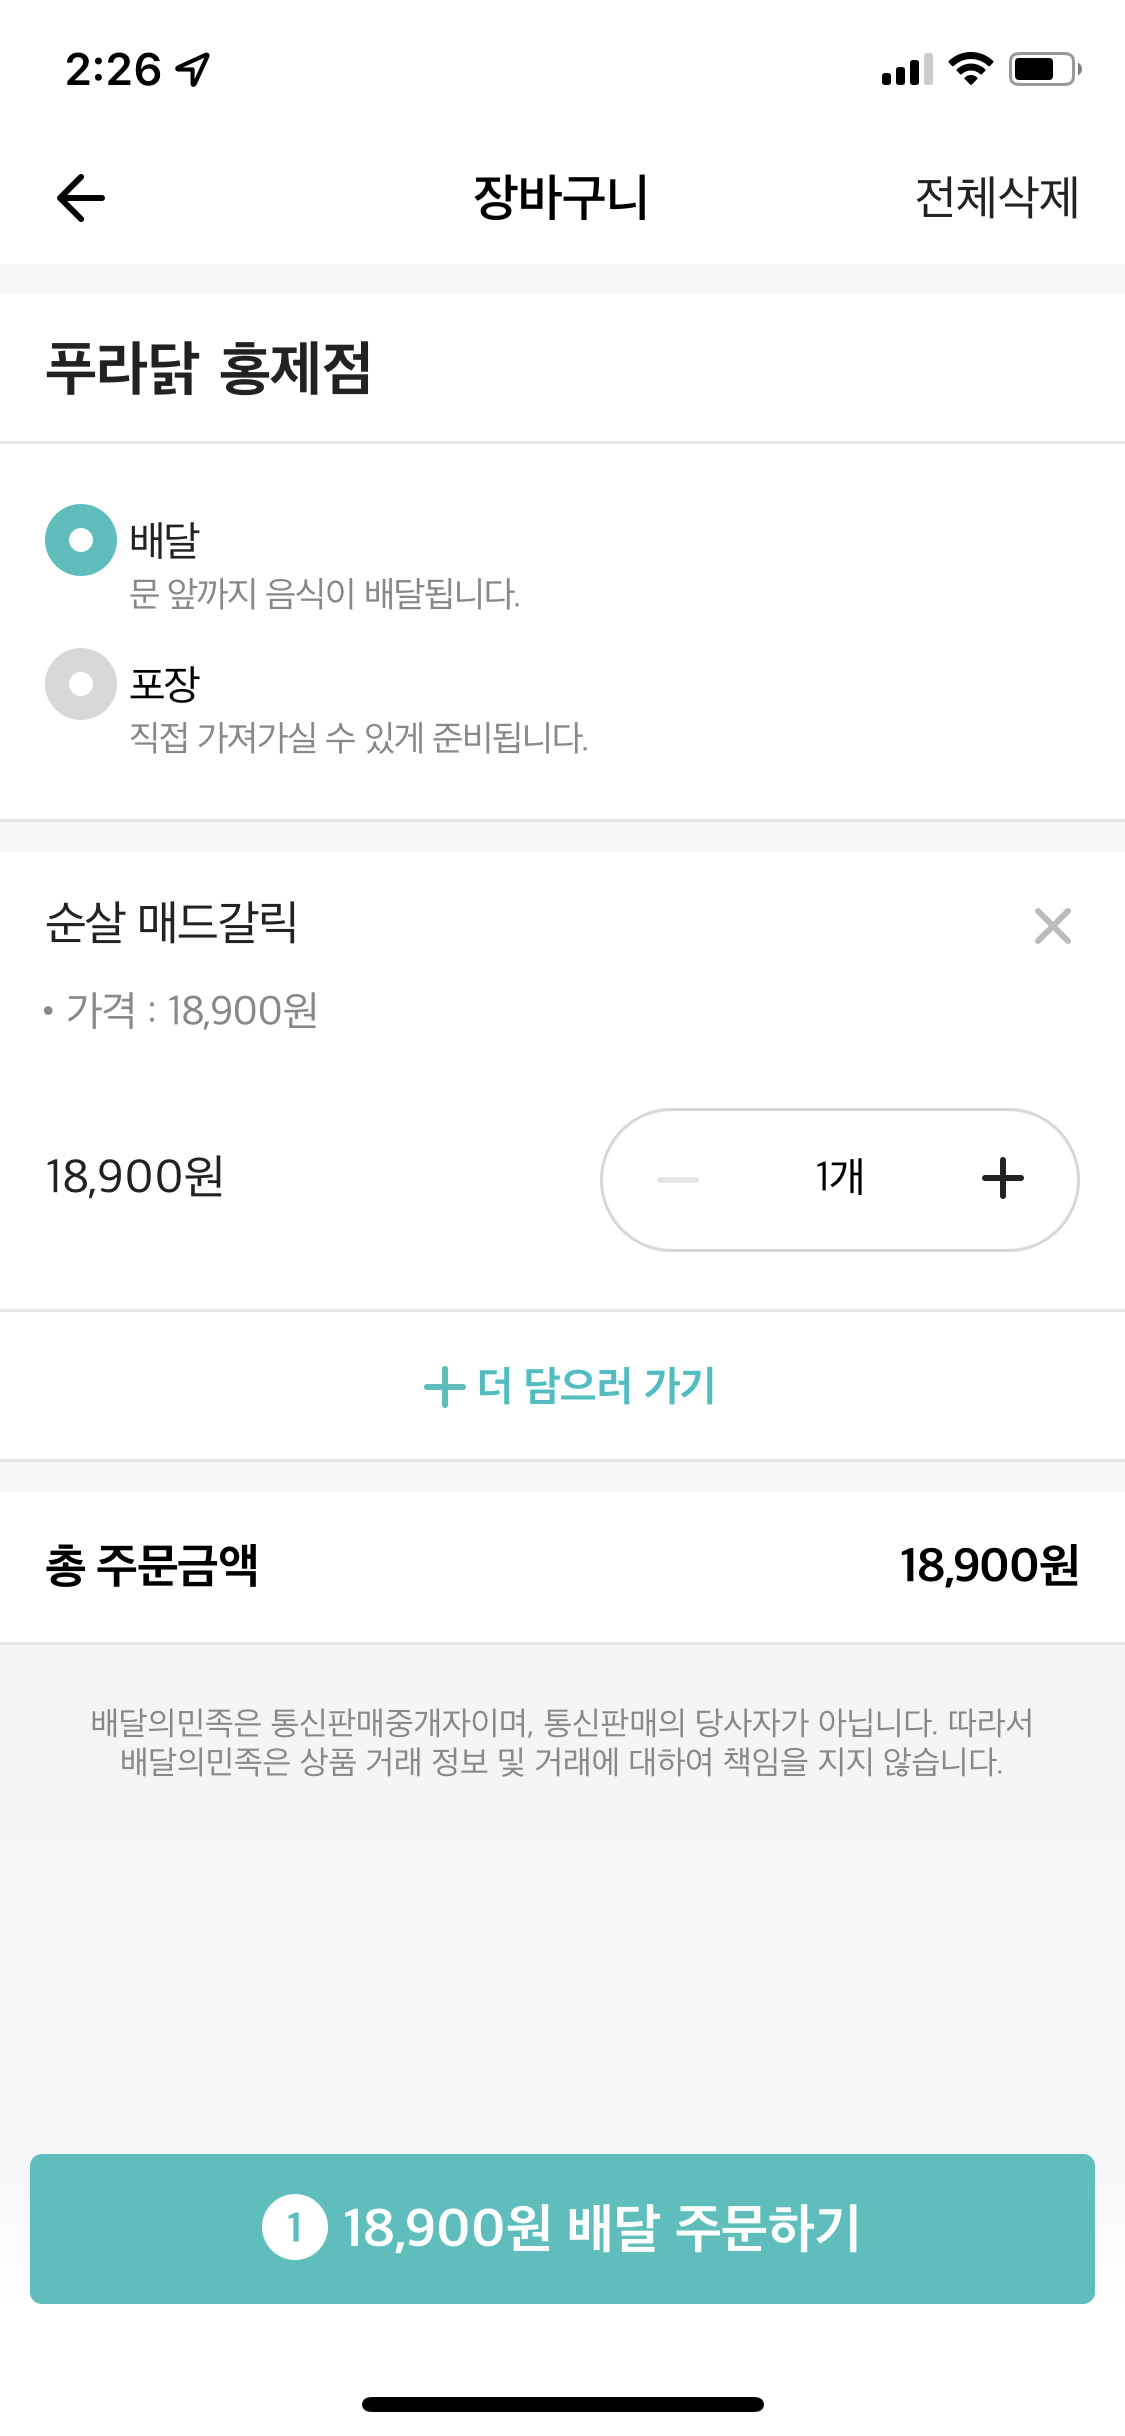 2:26
장바구니
전체삭제
푸라닭 홍제점
배달
문 앞까지 음식이 배달됩니다.
포장
직접 가져가실 수 있게 준비됩니다.
순살 매드갈릭
• 가격 : 18,900원
18,900원
1개
더 담으러 가기
총 주문금액
18,900원
배달의민족은 통신판매중개자이며, 통신판매의 당사자가 아닙니다. 따라서
배달의민족은 상품 거래 정보 및 거래에 대하여 책임을 지지 않습니다.
1 18,900원 배달 주문하기